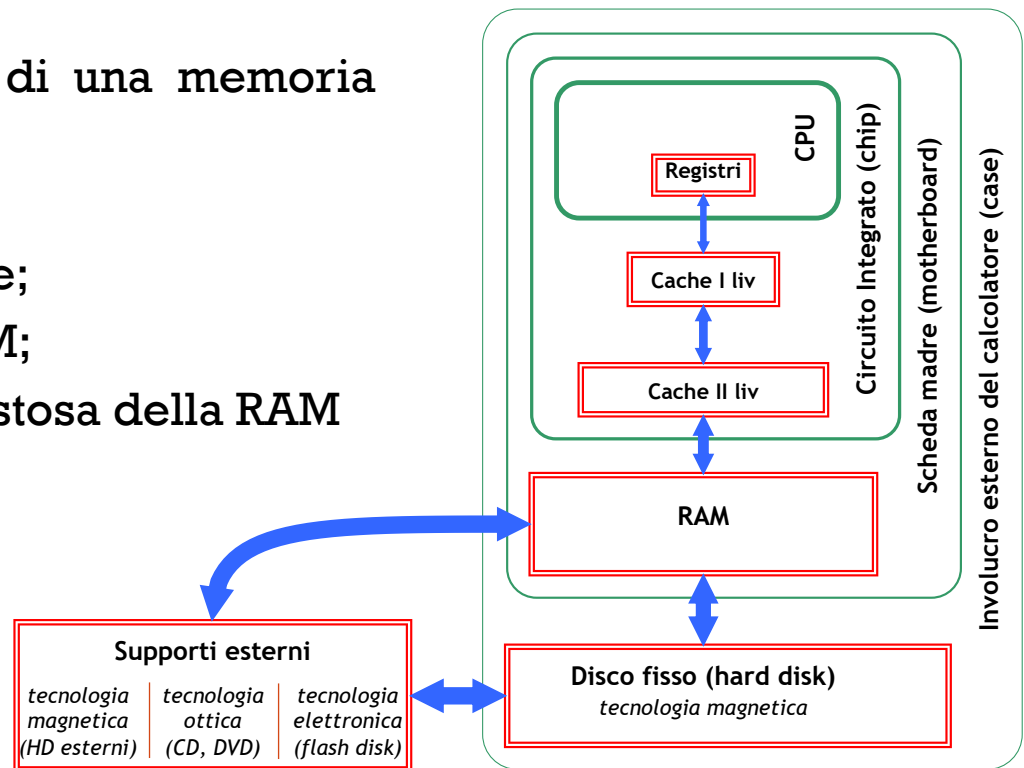 di una memoria
e;
M;
stosa della RAM
CPU
Registri
Cache I liv
Cache II liv
Circuito Integrato (chip)
Scheda madre (motherboard)
Involucro esterno del calcolatore (case)
RAM
Supporti esterni
tecnologia
magnetica
(HD esterni)
tecnologia
ottica
(CD, DVD)
tecnologia
elettronica
(flash disk)
Disco fisso (hard disk)
tecnologia magnetica